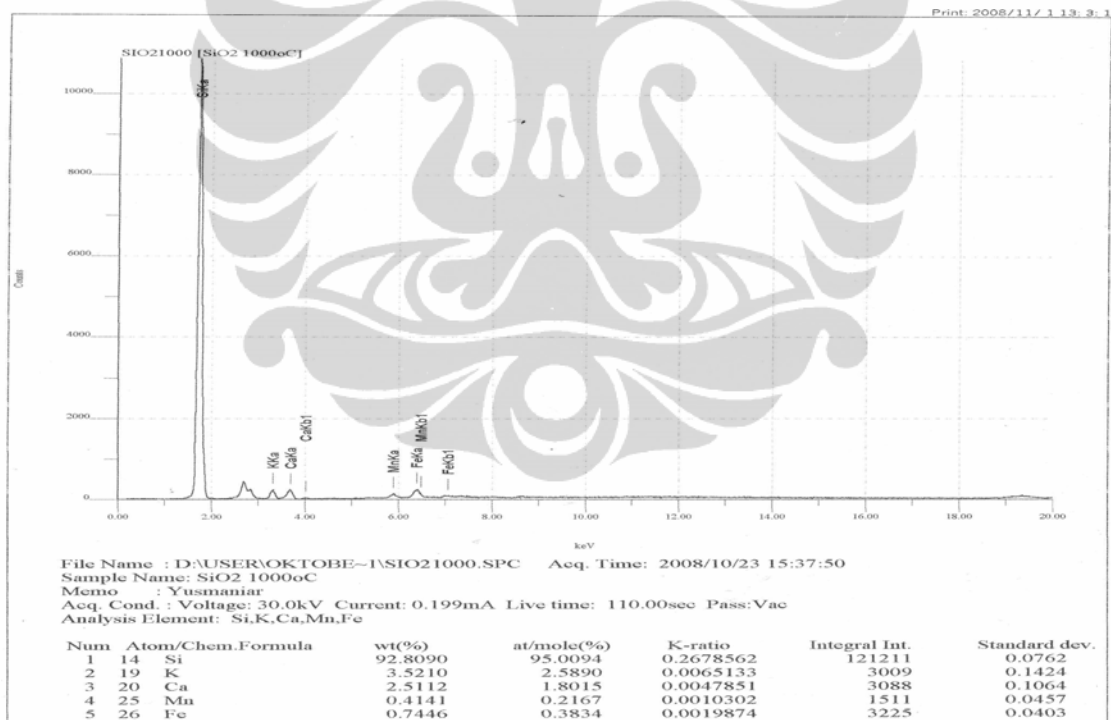 Print: 2008/11/ 1 13: 3: 1
SIO21000 [SiO2 1000oC]
10000
8000
6000
4000
2000
0
Counts
SiKa
KKa
CaKa
CaKb1
MnKa
FeKa
MnKb1
FeKb1
0.00 2.00 4.00 6.00 8.00 10.00 12.00 14.00 16.00 18.00 20.00
keV
File Name : D:\USER\OKTOBE~1\SIO21000.SPC Acq. Time: 2008/10/23 15:37:50
Sample Name: SiO2 1000oC
Memo : Yusmaniar
Acq. Cond. : Voltage: 30.0kV Current: 0.199mA Live time: 110.00sec Pass:Vac
Analysis Element: Si,K,Ca,Mn,Fe
Num Atom/Chem.Formula wt(%) at/mole(%) K-ratio Integral Int. Standard dev.
1 14 Si 92.8090 95.0094 0.2678562 121211 0.0762
2 19 K 3.5210 2.5890 0.0065133 3009 0.1424
3 20 Ca 2.5112 1.8015 0.0047851 3088 0.1064
4 25 Mn 0.4141 0.2167 0.0010302 1511 0.0457
5 26 Fe 0.7446 0.3834 0.0019874 3225 0.0403